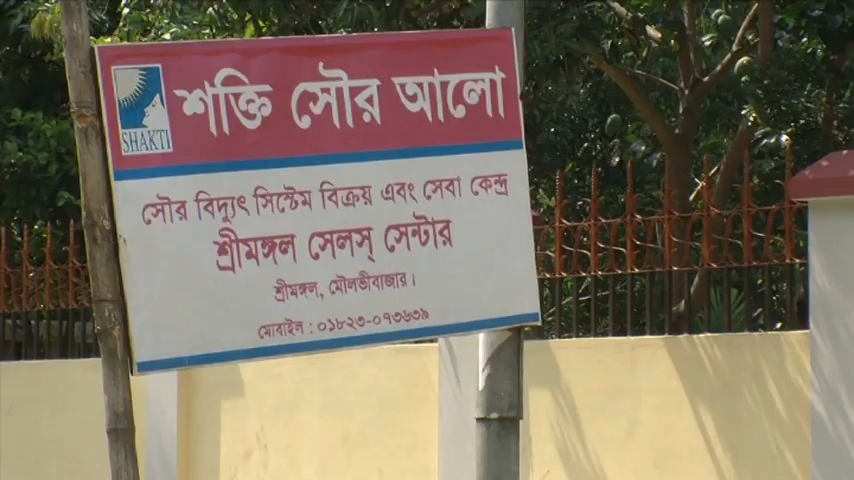 শক্তি সৌর আলো
SHAKTI
সৌর বিদ্যুৎ সিস্টেম বিক্রয় এবং সেবা কেন্দ্র
শ্রীমঙ্গল সেলস্ সেন্টার
শ্রীমঙ্গল, মৌলভীবাজার।
মোবাইল : ০১৮২৩-০৭৩৬৩৯